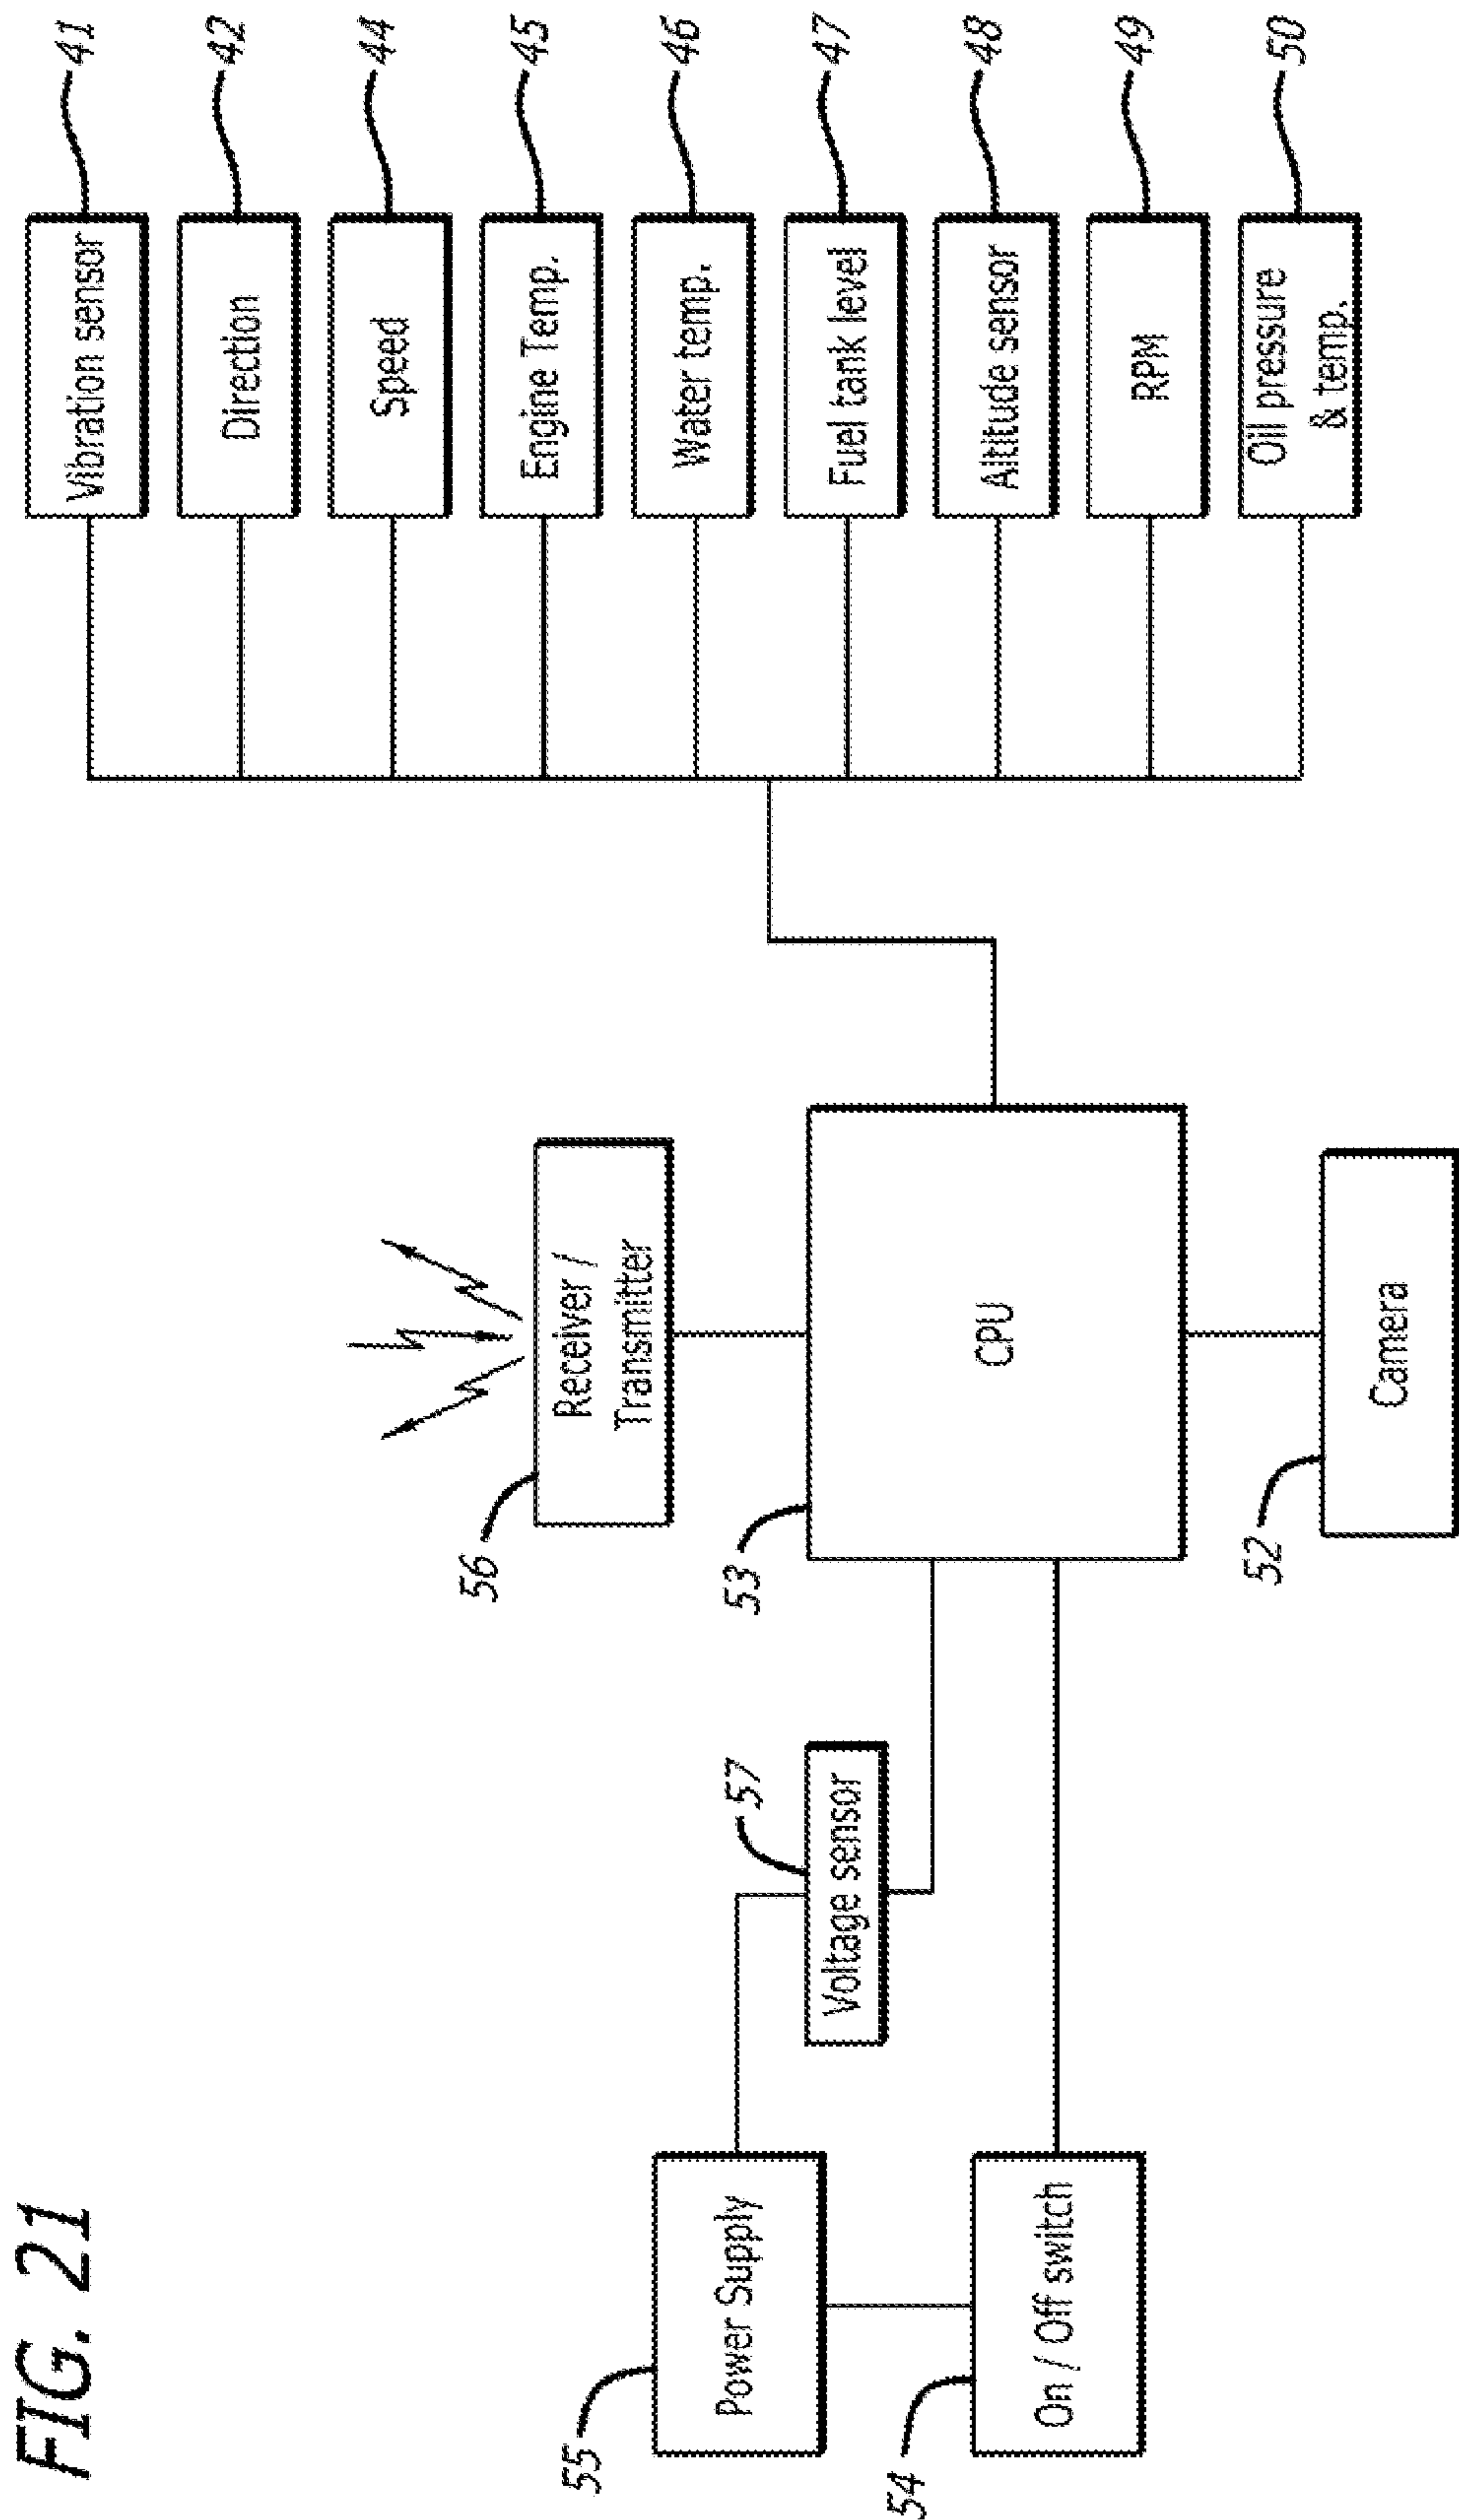 FIG. 21
55
Power Supply
54
On / Off switch
57
Voltage sensor
56
Receiver /
Transmitter
53
CPU
52
Camera
Vibration sensor
41
Direction
42
Speed
44
Engine Temp.
45
Water temp.
46
Fuel tank level
47
Altitude sensor
48
RPM
49
Oil pressure
& temp.
50